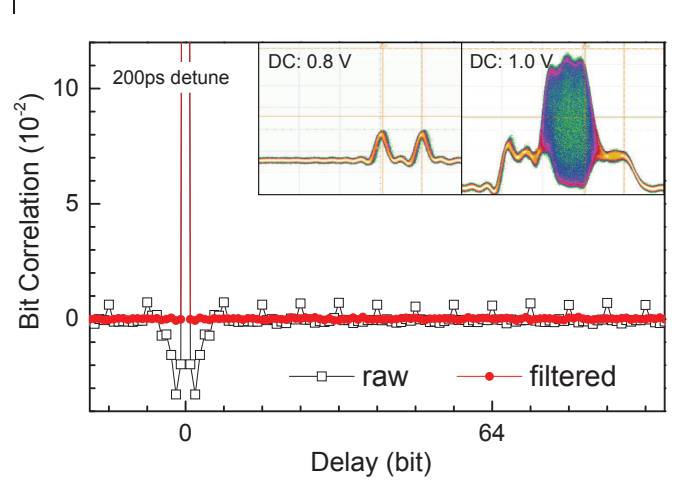 200ps detune
DC: 0.8 V
DC: 1.0 V
10
5
0
Bit Correlation (10⁻²)
raw
filtered
0
64
Delay (bit)